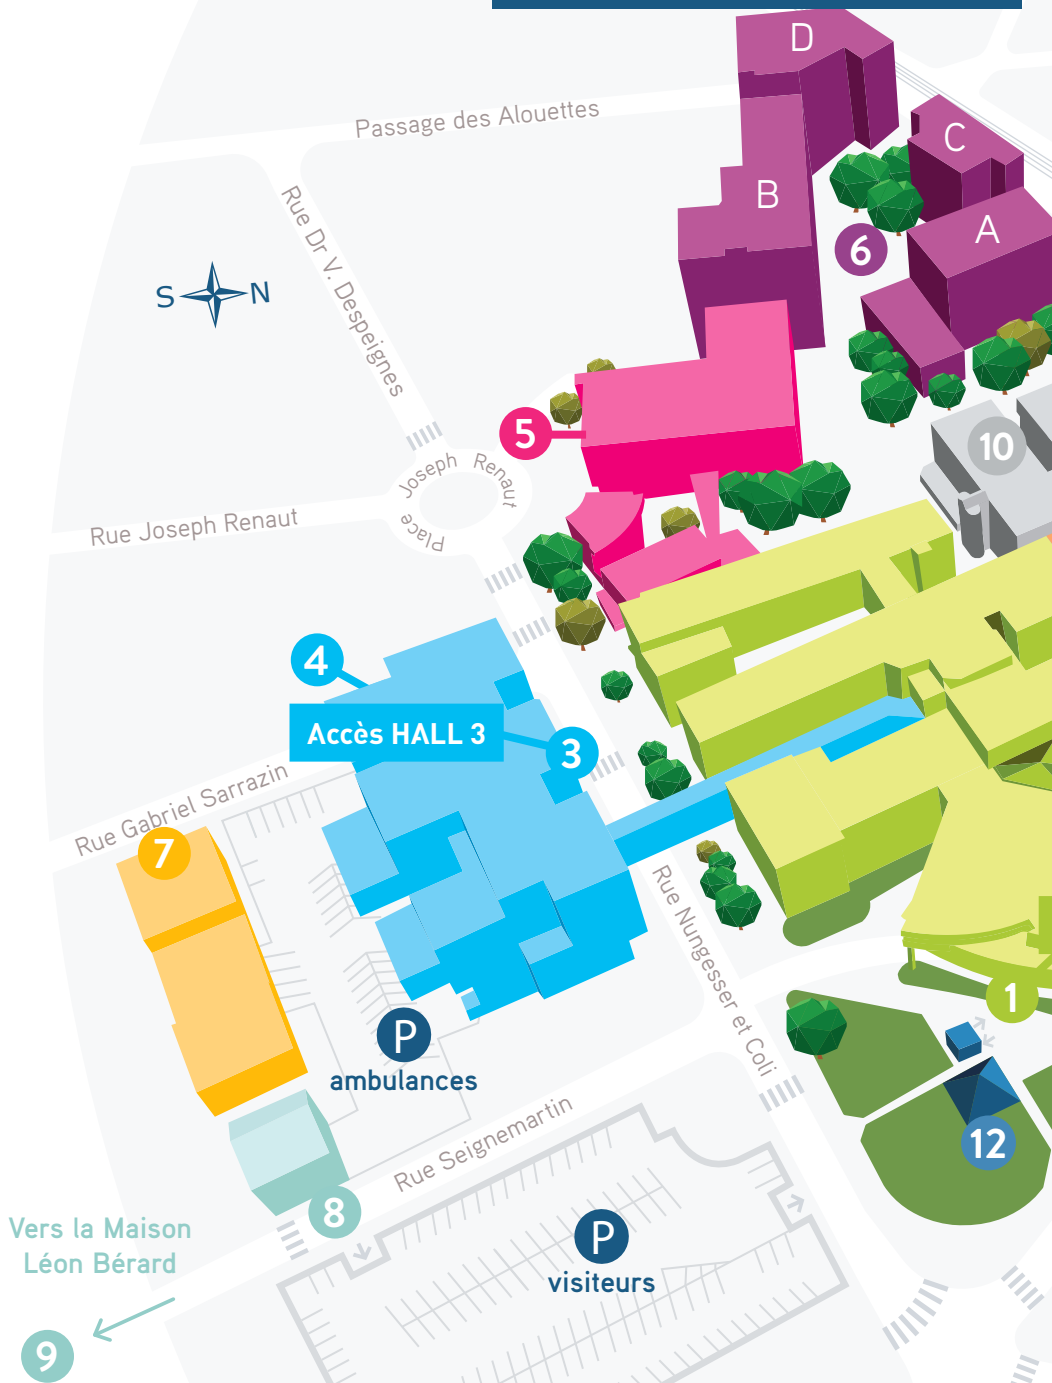 D
Passage des Alouettes
C
B
Rue Dr V. Despeignes
A
6
S N
5
10
Place Joseph Renaut
Rue Joseph Renaut
4
Accès HALL 3
3
Rue Gabriel Sarrazin
7
Rue Nungesser et Coli
1
P
ambulances
12
Rue Seignemartin
8
Vers la Maison
Léon Bérard
P
visiteurs
9